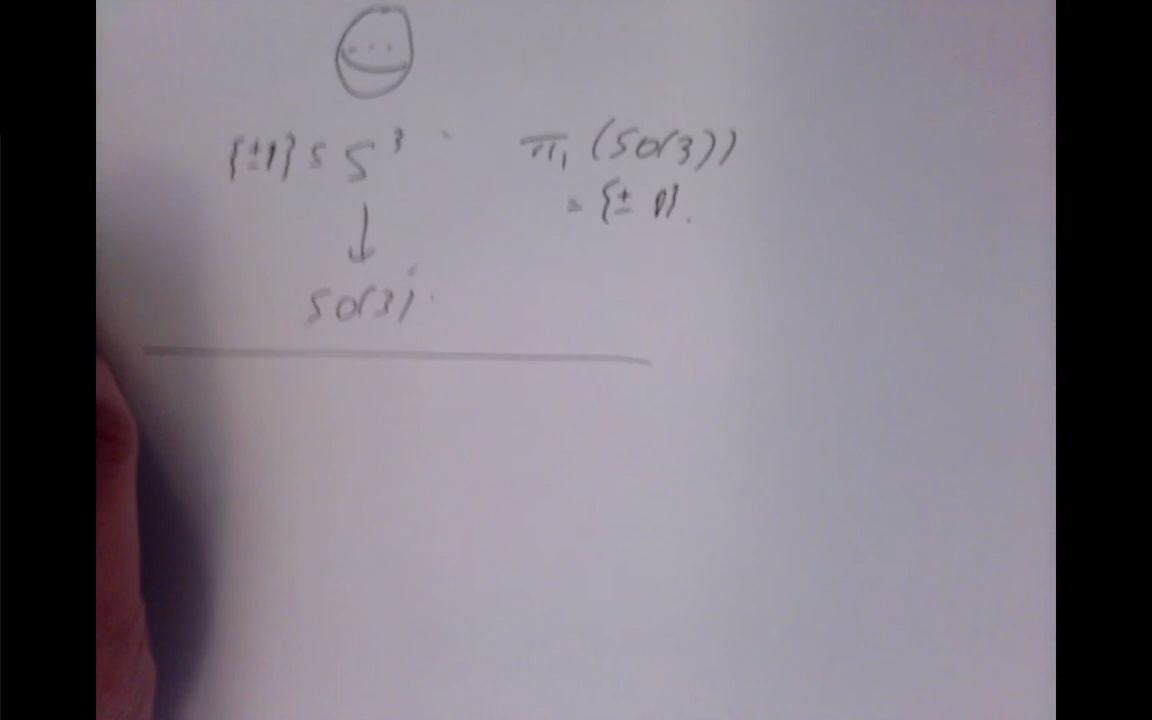 {±1} ≤ S³ π₁ (SO(3))
= {± 1}.
SO(3)